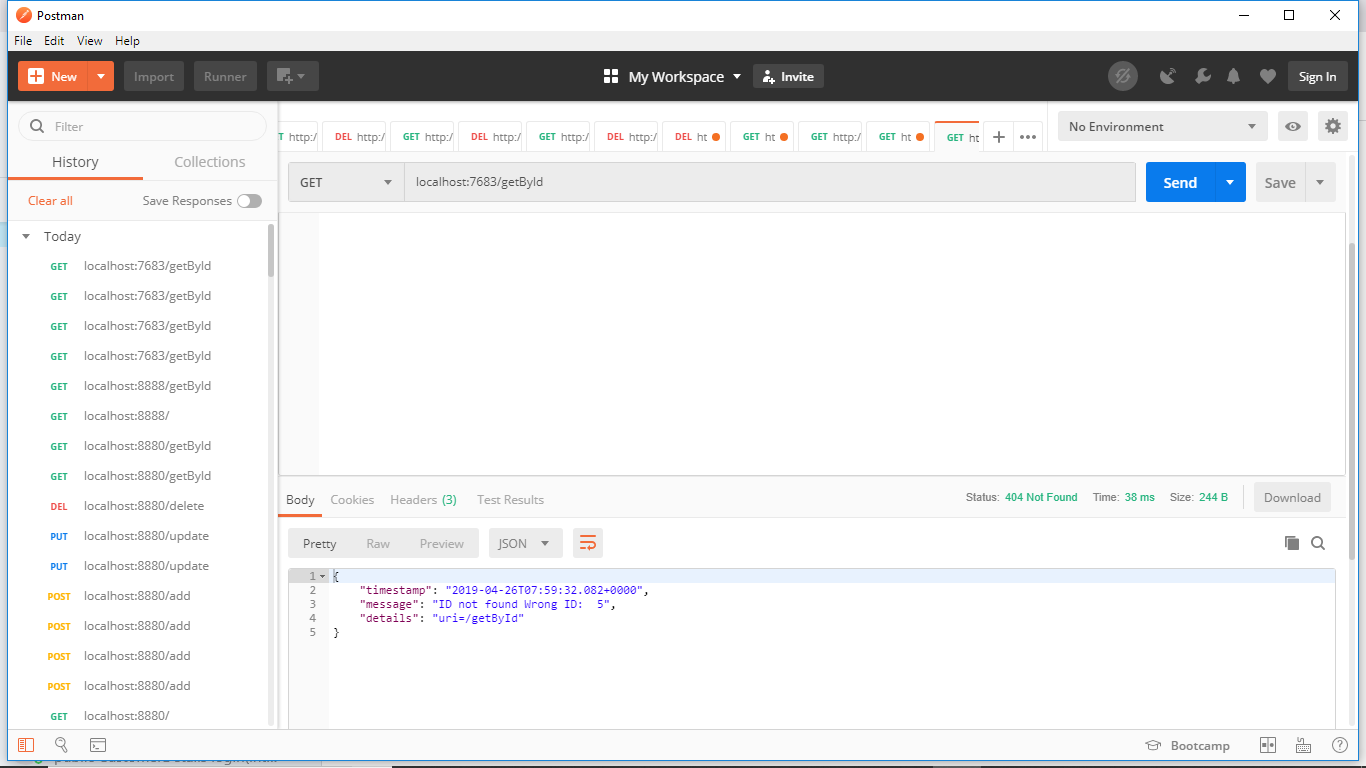 Postman
File Edit View Help
New Import Runner My Workspace Invite Sign In
Filter
History Collections
Clear all Save Responses
Today
GET localhost:7683/getById
GET localhost:7683/getById
GET localhost:7683/getById
GET localhost:7683/getById
GET localhost:8888/getById
GET localhost:8888/
GET localhost:8880/getById
GET localhost:8880/getById
DEL localhost:8880/delete
PUT localhost:8880/update
PUT localhost:8880/update
POST localhost:8880/add
POST localhost:8880/add
POST localhost:8880/add
POST localhost:8880/add
GET localhost:8880/
T http:/ DEL http:/ GET http:/ DEL http:/ GET http:/ DEL http:/ DEL ht GET ht GET http:/ GET ht GET ht
No Environment
GET localhost:7683/getById Send Save
Body Cookies Headers (3) Test Results Status: 404 Not Found Time: 38 ms Size: 244 B Download
Pretty Raw Preview JSON
1 {
2 "timestamp": "2019-04-26T07:59:32.082+0000",
3 "message": "ID not found Wrong ID:  5",
4 "details": "uri=/getById"
5 }
Bootcamp